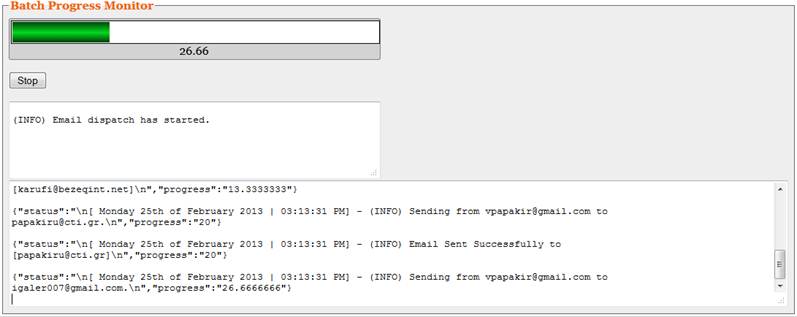 Batch Progress Monitor
26.66
Stop
(INFO) Email dispatch has started.
[karufi@bezeqint.net]\n","progress":"13.3333333"}
{"status":"\n[ Monday 25th of February 2013 | 03:13:31 PM] - (INFO) Sending from vpapakir@gmail.com to
papakiru@cti.gr.\n","progress":"20"}
{"status":"\n[ Monday 25th of February 2013 | 03:13:31 PM] - (INFO) Email Sent Successfully to
[papakiru@cti.gr]\n","progress":"20"}
{"status":"\n[ Monday 25th of February 2013 | 03:13:31 PM] - (INFO) Sending from vpapakir@gmail.com to
igaler007@gmail.com.\n","progress":"26.6666666"}